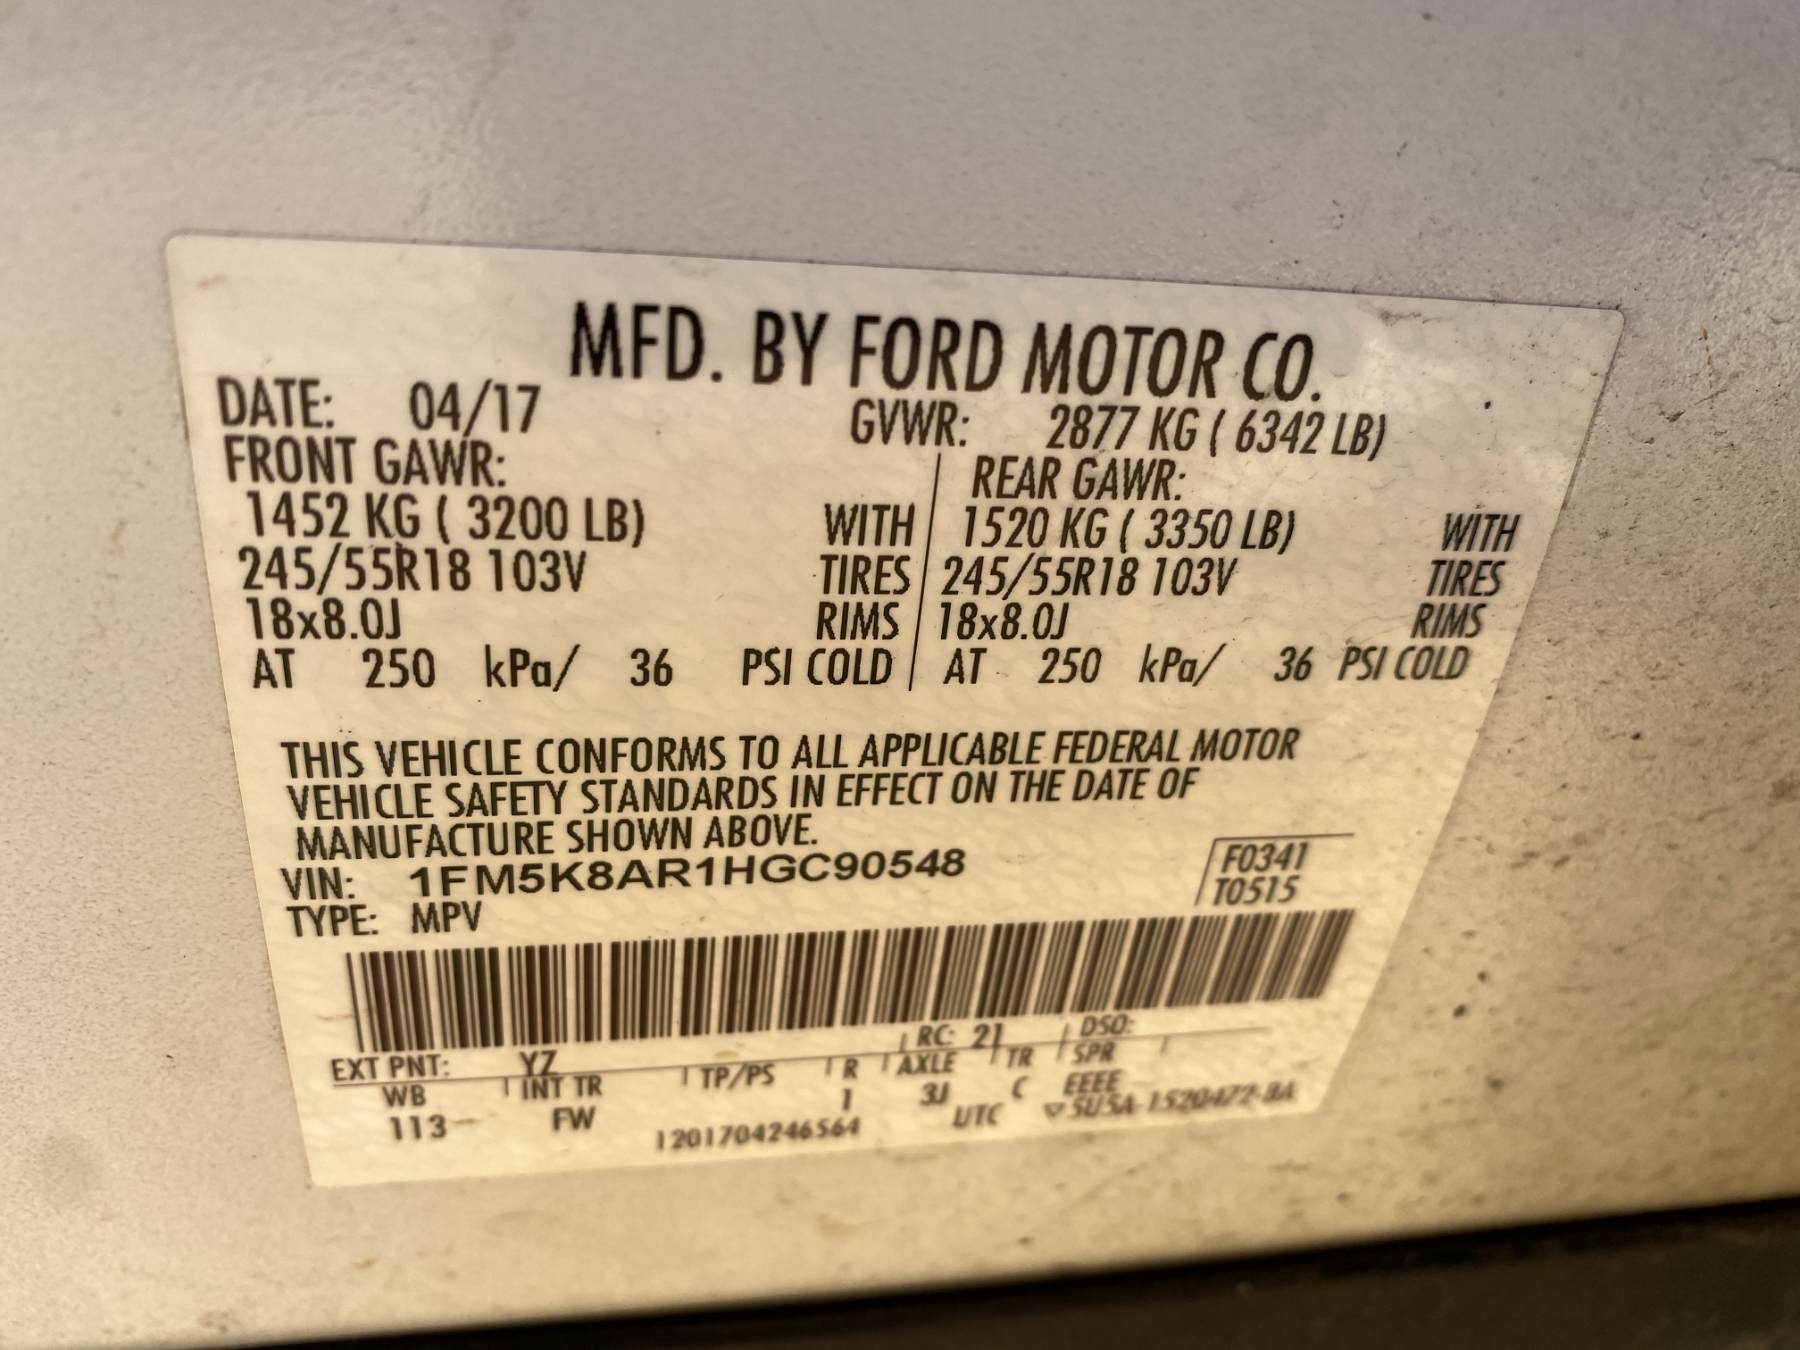 MFD. BY FORD MOTOR CO.
DATE: 04/17 GVWR: 2877 KG ( 6342 LB)
FRONT GAWR: REAR GAWR:
1452 KG ( 3200 LB) WITH 1520 KG ( 3350 LB) WITH
245/55R18 103V TIRES 245/55R18 103V TIRES
18x8.0J RIMS 18x8.0J RIMS
AT 250 kPa/ 36 PSI COLD AT 250 kPa/ 36 PSI COLD
THIS VEHICLE CONFORMS TO ALL APPLICABLE FEDERAL MOTOR
VEHICLE SAFETY STANDARDS IN EFFECT ON THE DATE OF
MANUFACTURE SHOWN ABOVE.
VIN: 1FM5K8AR1HGC90548 F0341
TYPE: MPV T0515
EXT PNT: YZ RC: 21 DSO:
WB INT TR TP/PS R AXLE TR SPR
113 FW 1 3J C EEEE
1201704246564 UTC 5U5A-1520472-BA